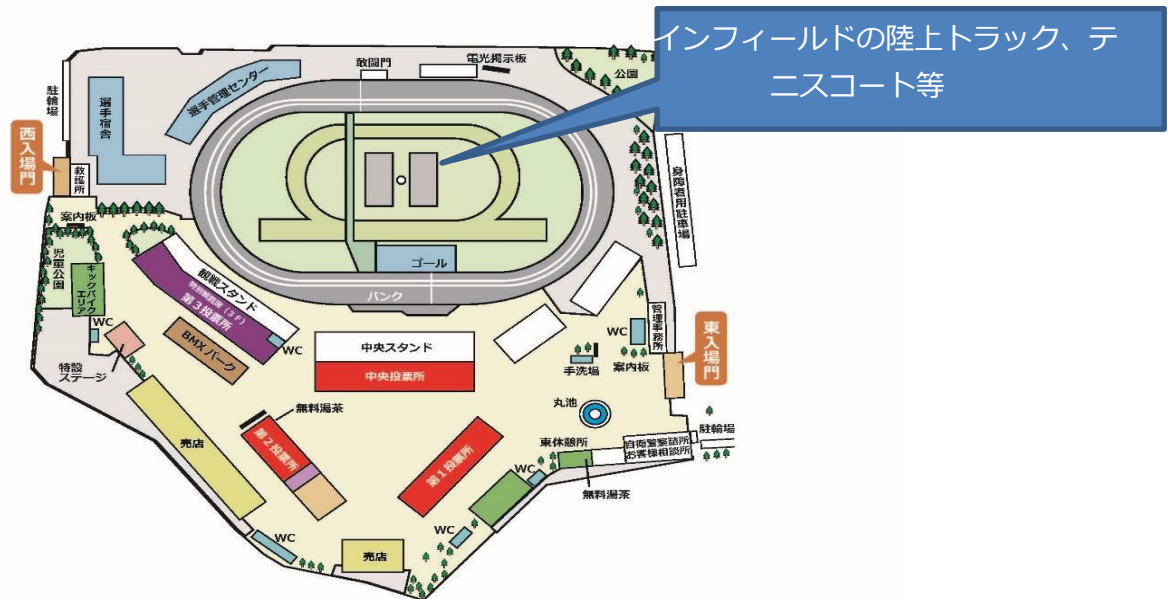 インフィールドの陸上トラック、テ
ニスコート等
敢闘門
電光掲示板
公園
選手管理センター
駐輪場
選手宿舎
西入場門
救護所
案内板
身障者用駐車場
児童公園
キックバイク
エリア
ゴール
バンク
観戦スタンド
特別観覧席(3F)
第3投票所
WC
WC
BMXパーク
特設
ステージ
中央スタンド
中央投票所
管理事務所
WC
東入場門
手洗場
案内板
丸池
無料湯茶
売店
第2投票所
第1投票所
東休憩所
自衛警察詰所
お客様相談所
駐輪場
無料湯茶
WC
WC
WC
売店